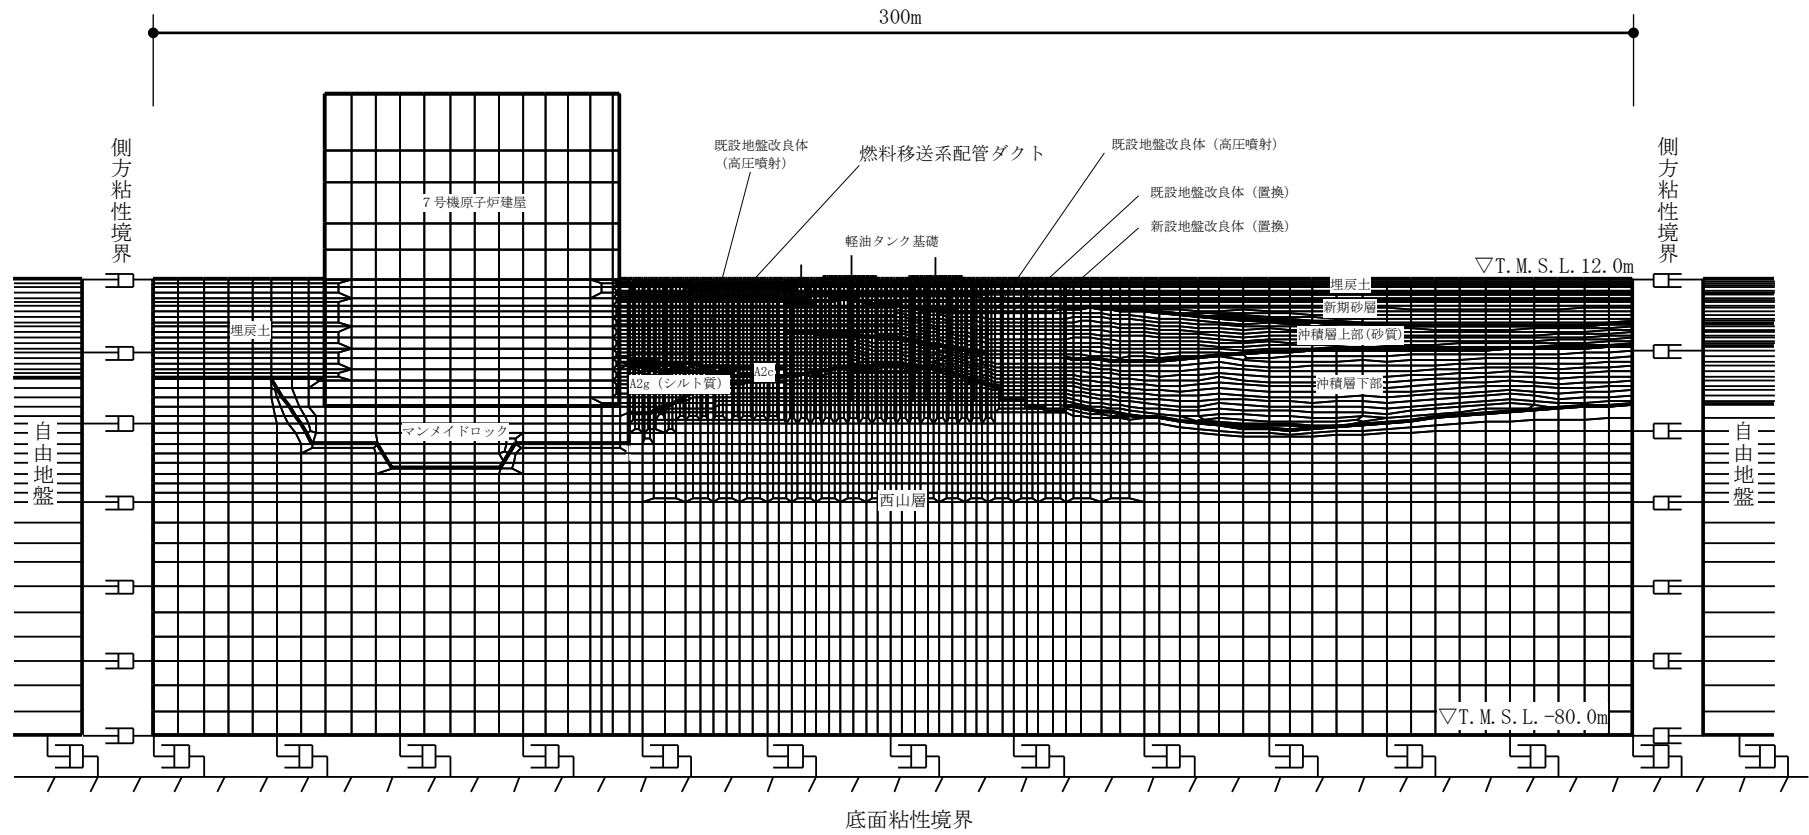 300m
側方粘性境界
既設地盤改良体
（高圧噴射）
燃料移送系配管ダクト
既設地盤改良体（高圧噴射）
側方粘性境界
既設地盤改良体（置換）
７号機原子炉建屋
新設地盤改良体（置換）
軽油タンク基礎
▽T.M.S.L.12.0m
埋戻土
新期砂層
埋戻土
沖積層上部(砂質)
A2c
A2g（シルト質）
沖積層下部
マンメイドロック
自由地盤
自由地盤
西山層
▽T.M.S.L.-80.0m
底面粘性境界